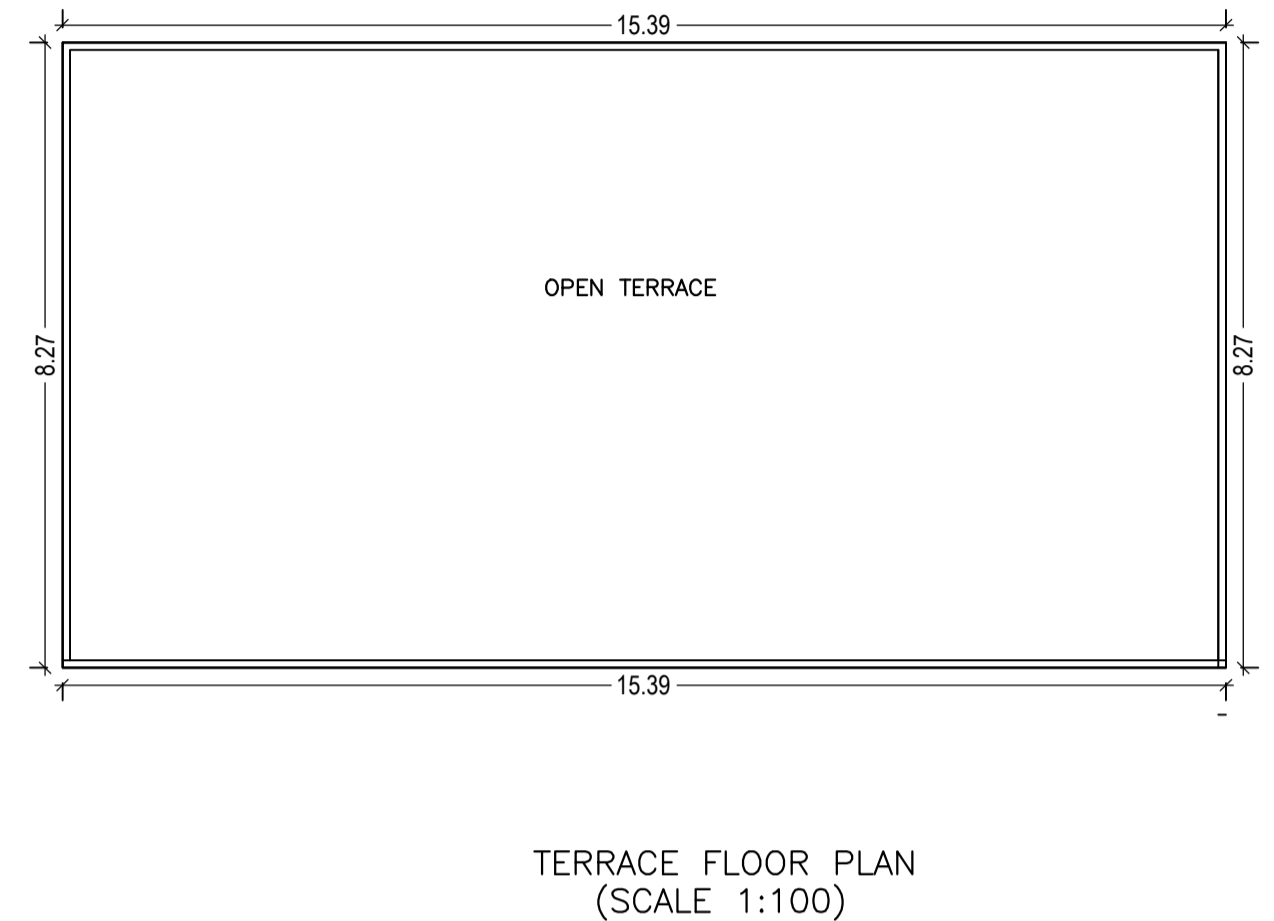 15.39
OPEN TERRACE
8.27
8.27
15.39
TERRACE FLOOR PLAN
(SCALE 1:100)